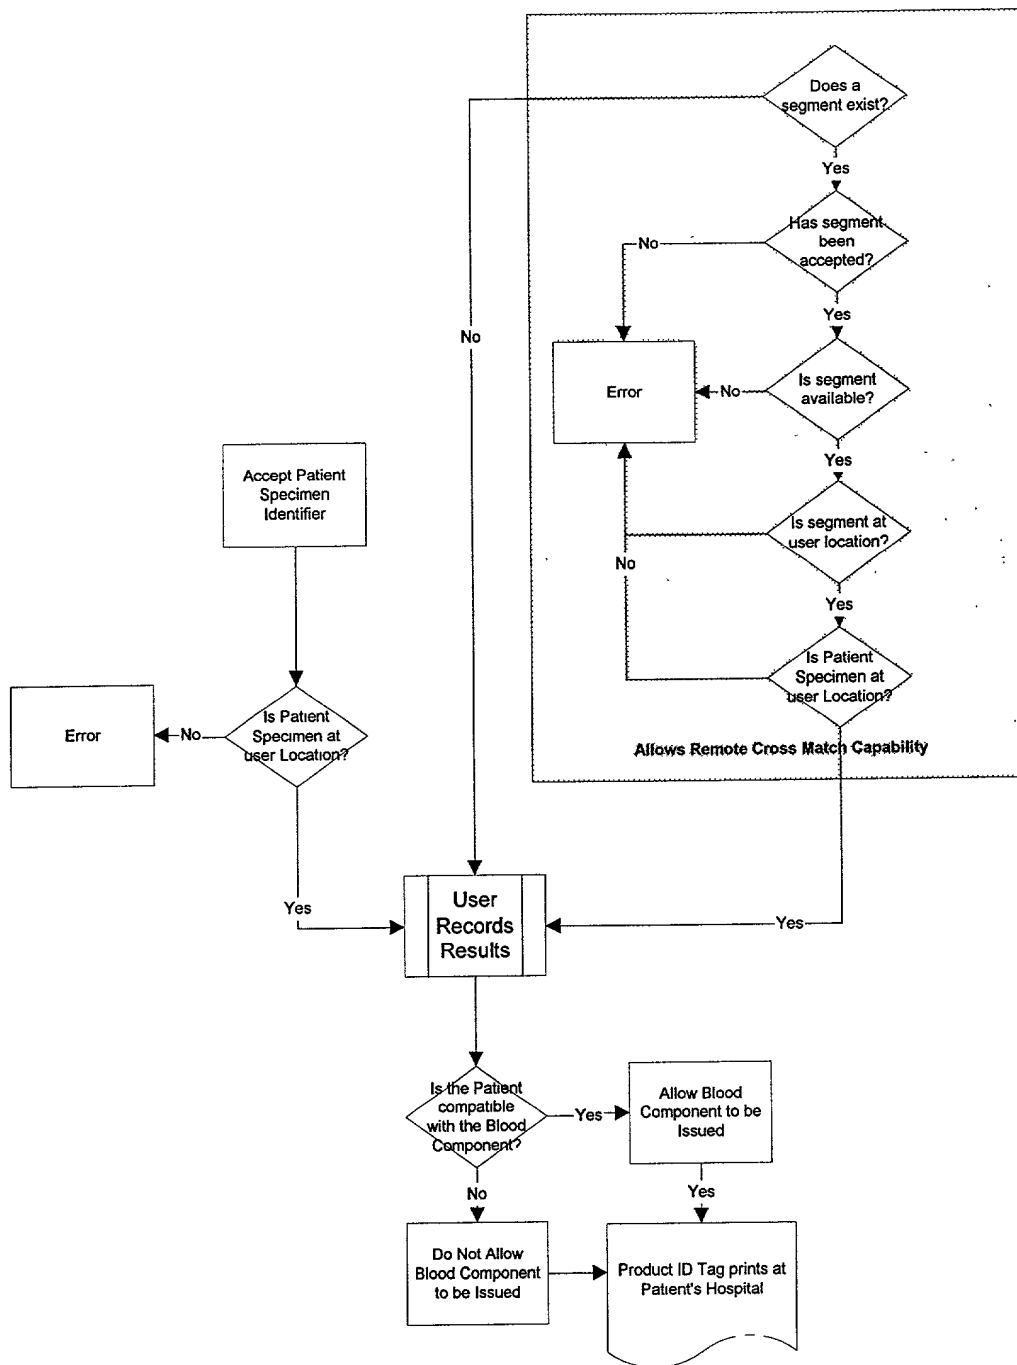 Does a
segment exist?
Yes
Has segment
been
accepted?
No
Yes
No
Error
No
Is segment
available?
Yes
Accept Patient
Specimen
Identifier
Is segment at
user location?
No
Yes
Is Patient
Specimen at
user Location?
Error
No
Is Patient
Specimen at
user Location?
Allows Remote Cross Match Capability
Yes
User
Records
Results
Yes
Is the Patient
compatible
with the Blood
Component?
Yes
Allow Blood
Component to be
Issued
No
Yes
Do Not Allow
Blood Component
to be Issued
Product ID Tag prints at
Patient's Hospital